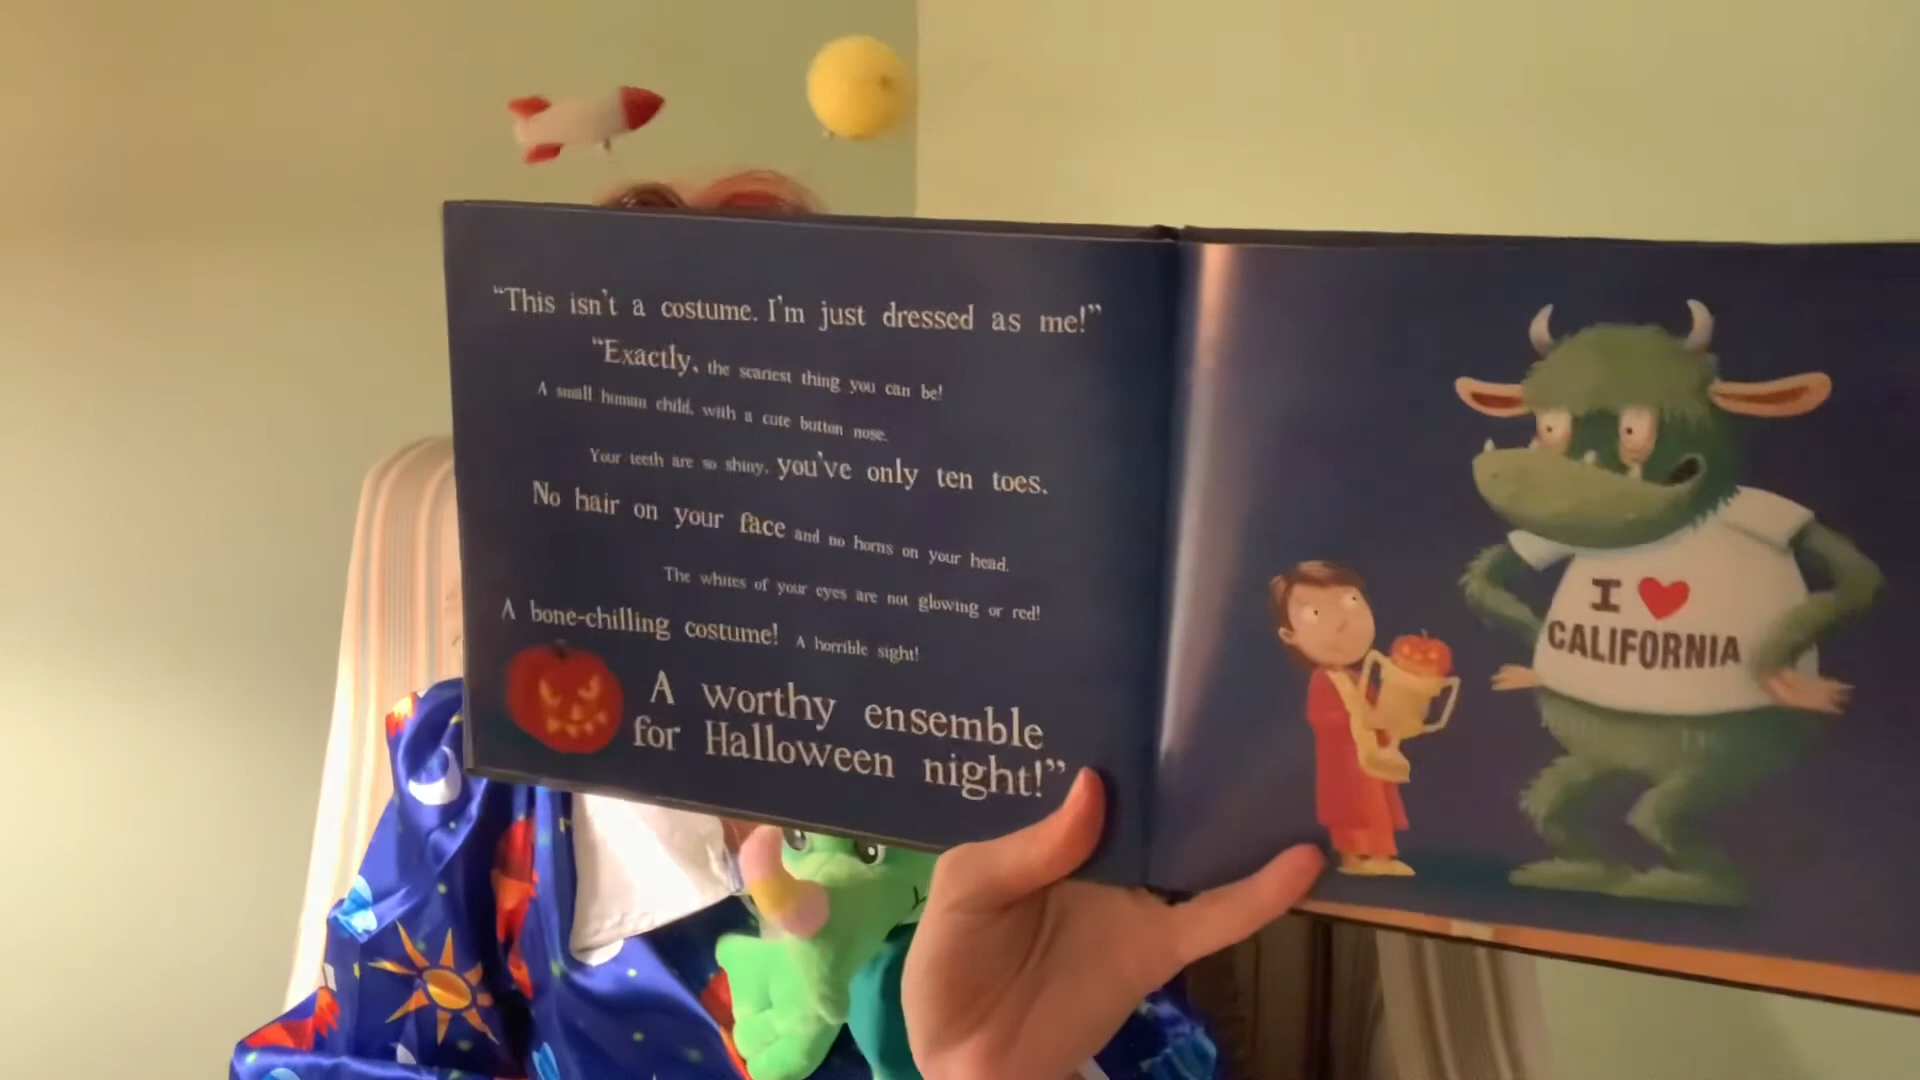 “This isn't a costume. I'm just dressed as me!”
“Exactly, the scariest thing you can be!
A small human child, with a cute button nose.
Your teeth are so shiny, you've only ten toes.
No hair on your face and no horns on your head.
The whites of your eyes are not glowing or red!
A bone-chilling costume! A horrible sight!
A worthy ensemble
for Halloween night!”
I
CALIFORNIA